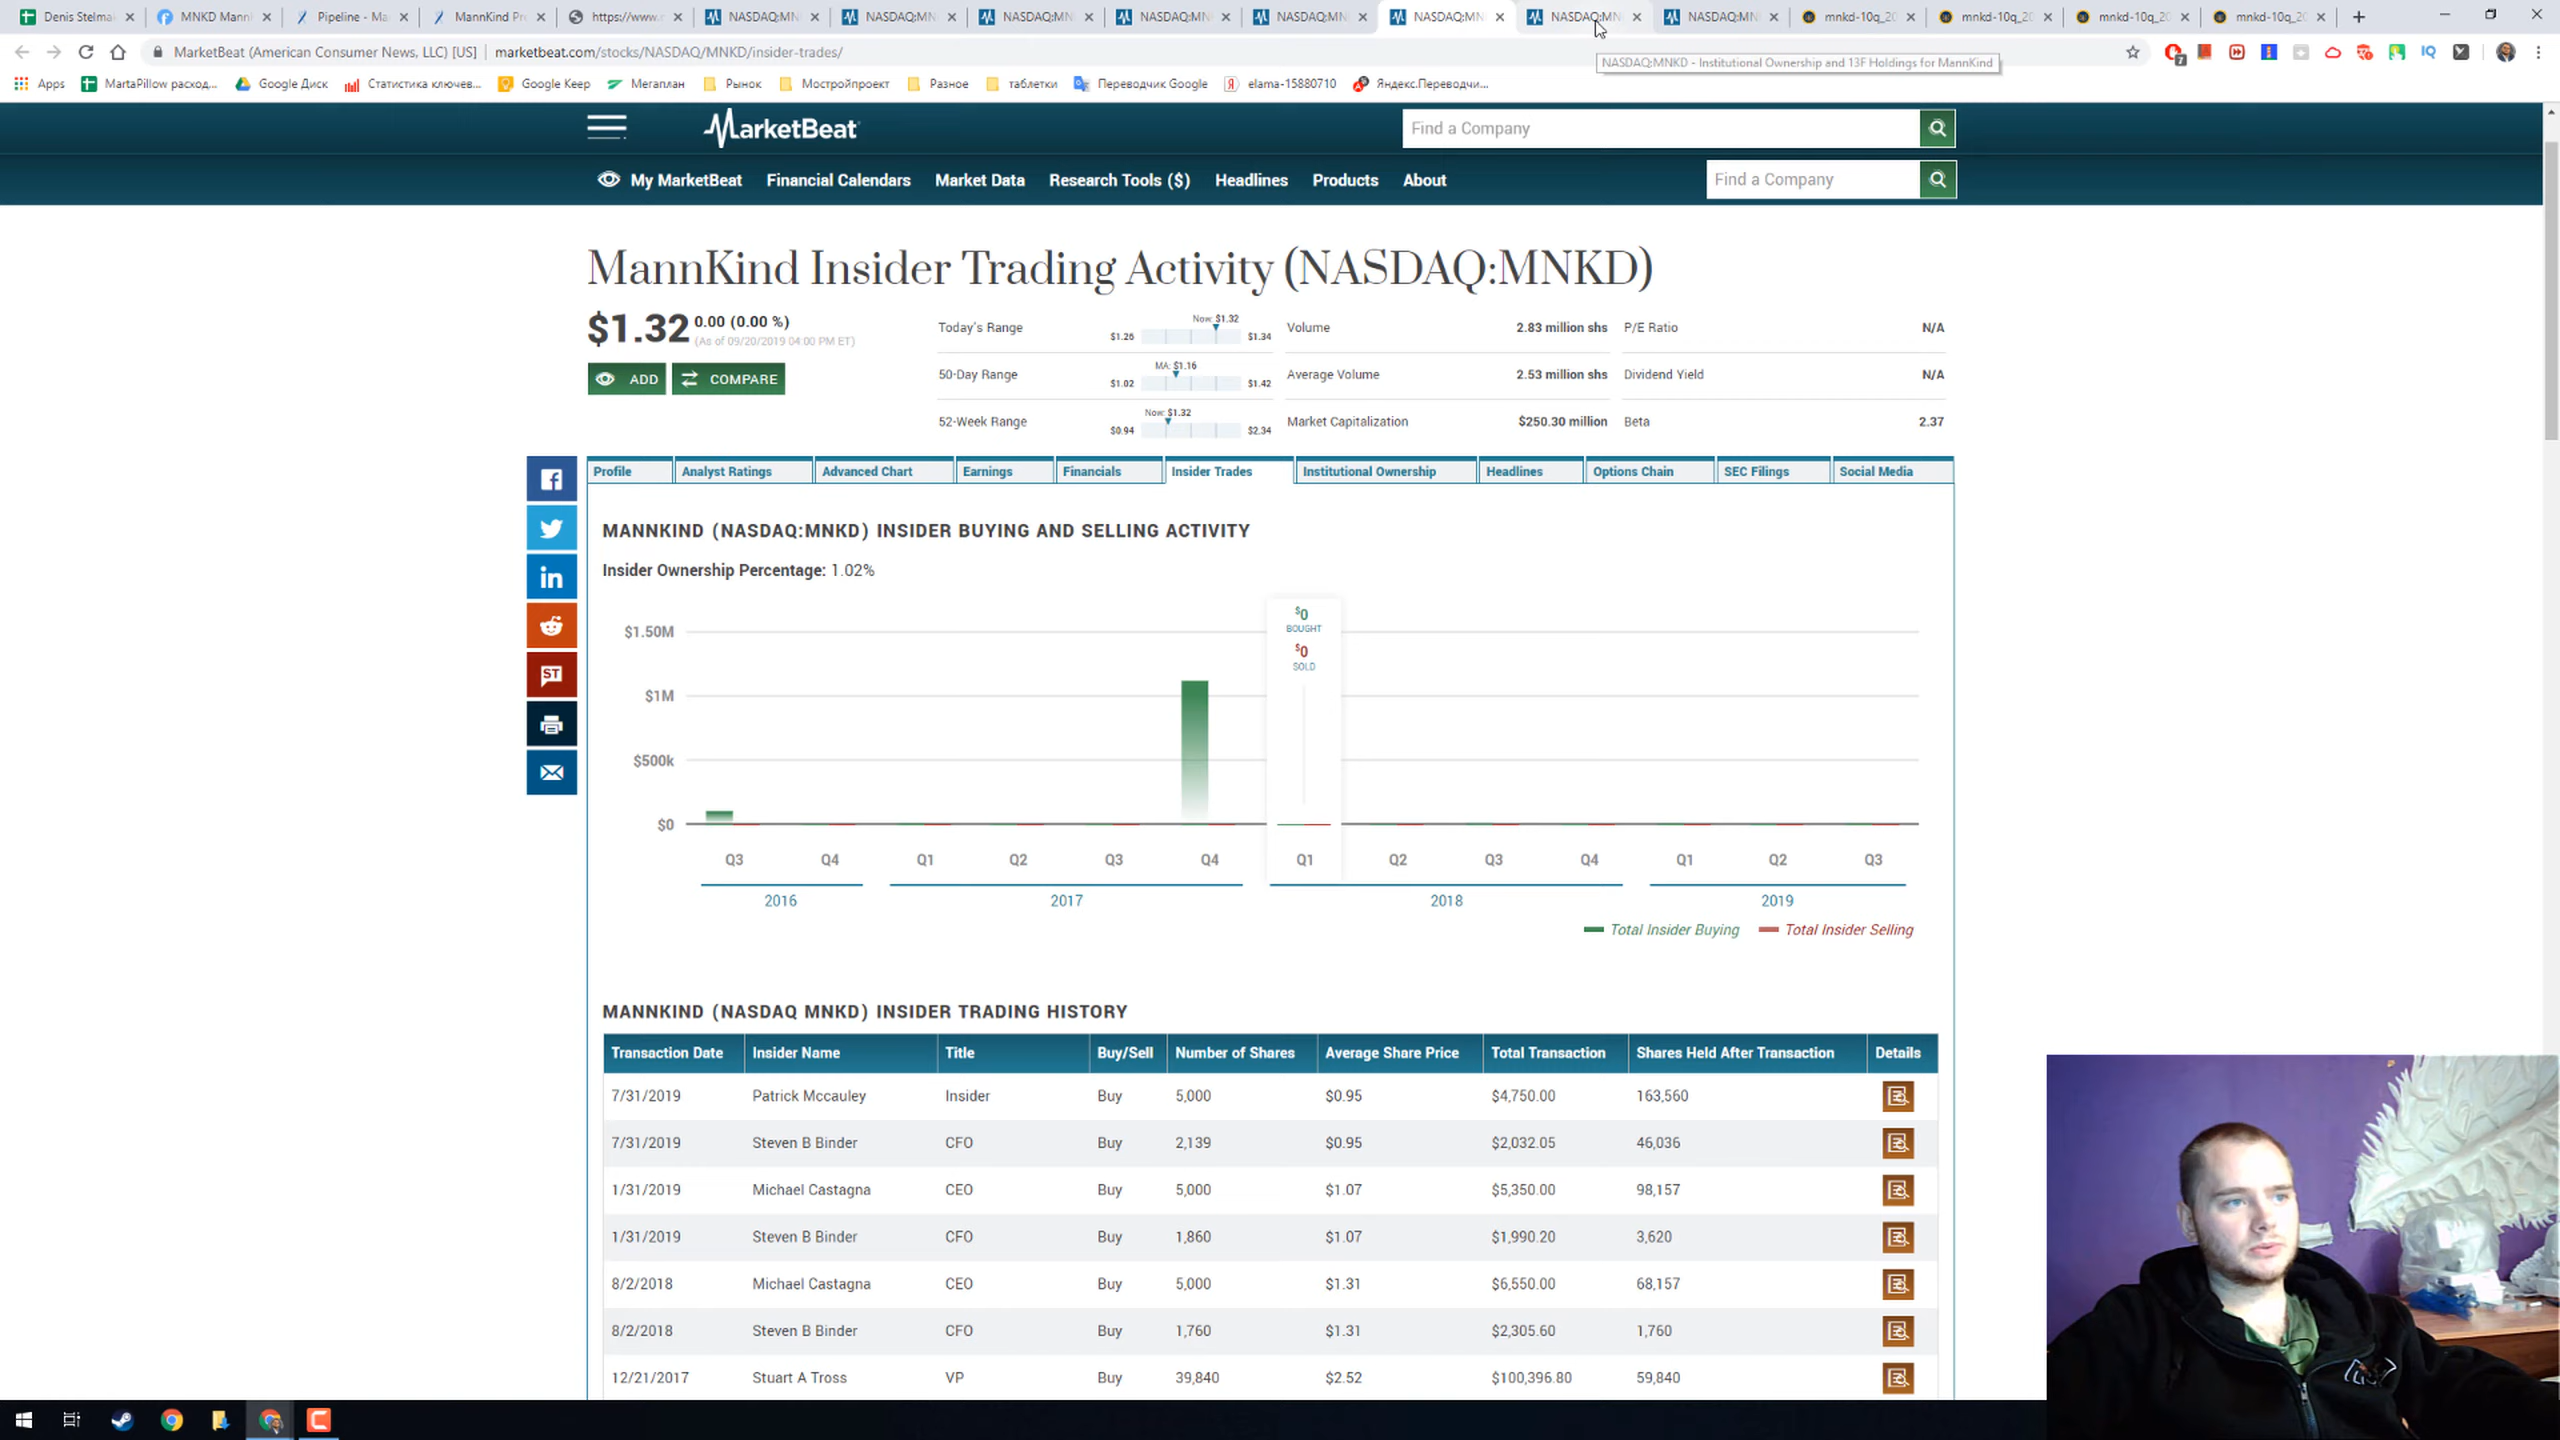 Denis Stelmak
MNKD Mann
Pipeline - Ma
MannKind Pr
https://www.
NASDAQ:MN
NASDAQ:MN
NASDAQ:MN
NASDAQ:MN
NASDAQ:MN
NASDAQ:MN
NASDAQ:MN
NASDAQ:MN
mnkd-10q_20
mnkd-10q_20
mnkd-10q_20
mnkd-10q_20
MarketBeat (American Consumer News, LLC) [US] | marketbeat.com/stocks/NASDAQ/MNKD/insider-trades/
NASDAQ:MNKD - Institutional Ownership and 13F Holdings for MannKind
7
IQ
Apps
MartaPillow расход...
Google Диск
Статистика ключев...
Google Keep
Мегаплан
Рынок
Мостройпроект
Разное
таблетки
Переводчик Google
elama-15880710
Яндекс.Переводчи...
MarketBeat
Find a Company
My MarketBeat Financial Calendars Market Data Research Tools ($) Headlines Products About
Find a Company
MannKind Insider Trading Activity (NASDAQ:MNKD)
$1.32 0.00 (0.00 %)
(As of 09/20/2019 04:00 PM ET)
ADD
COMPARE
Today's Range
Now: $1.32
$1.26 $1.34
50-Day Range
MA: $1.16
$1.02 $1.42
52-Week Range
Now: $1.32
$0.94 $2.34
Volume 2.83 million shs
Average Volume 2.53 million shs
Market Capitalization $250.30 million
P/E Ratio N/A
Dividend Yield N/A
Beta 2.37
Profile Analyst Ratings Advanced Chart Earnings Financials Insider Trades Institutional Ownership Headlines Options Chain SEC Filings Social Media
in
ST
MANNKIND (NASDAQ:MNKD) INSIDER BUYING AND SELLING ACTIVITY
Insider Ownership Percentage: 1.02%
$0
BOUGHT
$0
SOLD
$1.50M
$1M
$500k
$0
Q3 Q4 Q1 Q2 Q3 Q4 Q1 Q2 Q3 Q4 Q1 Q2 Q3
2016 2017 2018 2019
Total Insider Buying Total Insider Selling
MANNKIND (NASDAQ MNKD) INSIDER TRADING HISTORY
Transaction Date Insider Name Title Buy/Sell Number of Shares Average Share Price Total Transaction Shares Held After Transaction Details
7/31/2019 Patrick Mccauley Insider Buy 5,000 $0.95 $4,750.00 163,560
7/31/2019 Steven B Binder CFO Buy 2,139 $0.95 $2,032.05 46,036
1/31/2019 Michael Castagna CEO Buy 5,000 $1.07 $5,350.00 98,157
1/31/2019 Steven B Binder CFO Buy 1,860 $1.07 $1,990.20 3,620
8/2/2018 Michael Castagna CEO Buy 5,000 $1.31 $6,550.00 68,157
8/2/2018 Steven B Binder CFO Buy 1,760 $1.31 $2,305.60 1,760
12/21/2017 Stuart A Tross VP Buy 39,840 $2.52 $100,396.80 59,840